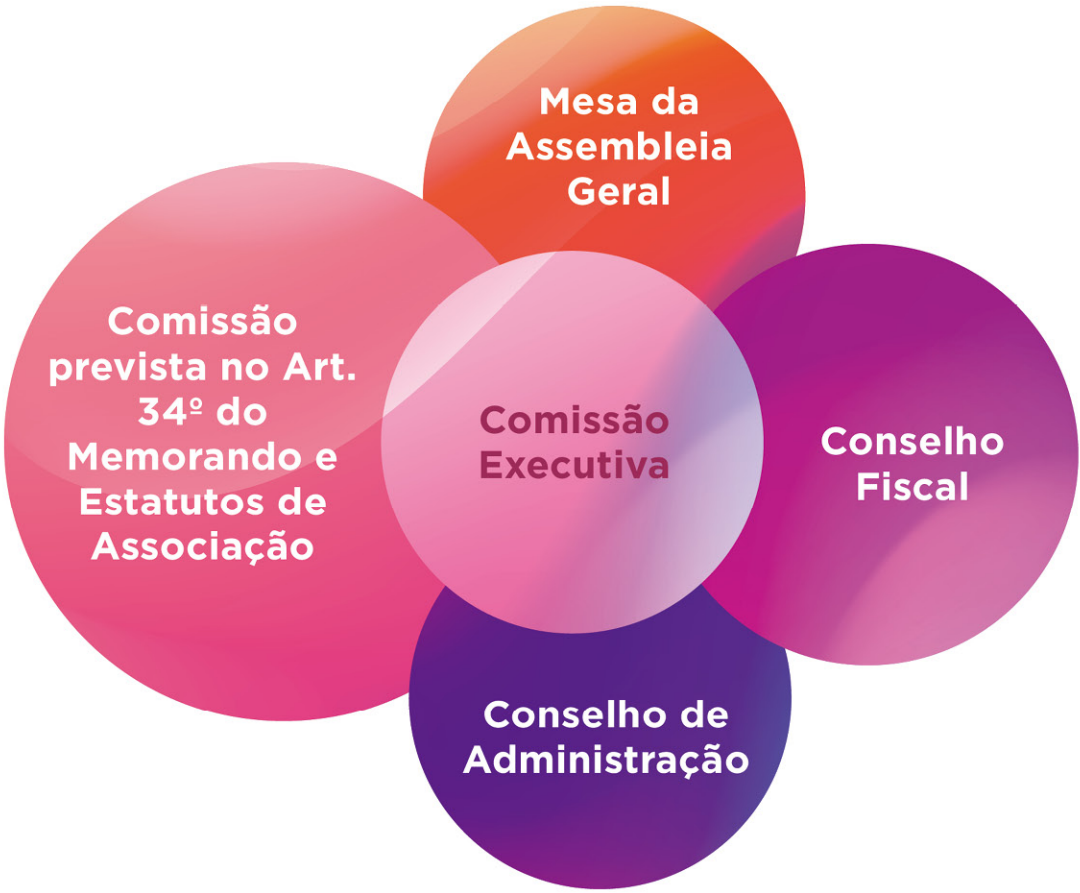 Mesa da
Assembleia
Geral
Comissão
prevista no Art.
34º do
Memorando e
Estatutos de
Associação
Comissão
Executiva
Conselho
Fiscal
Conselho de
Administração